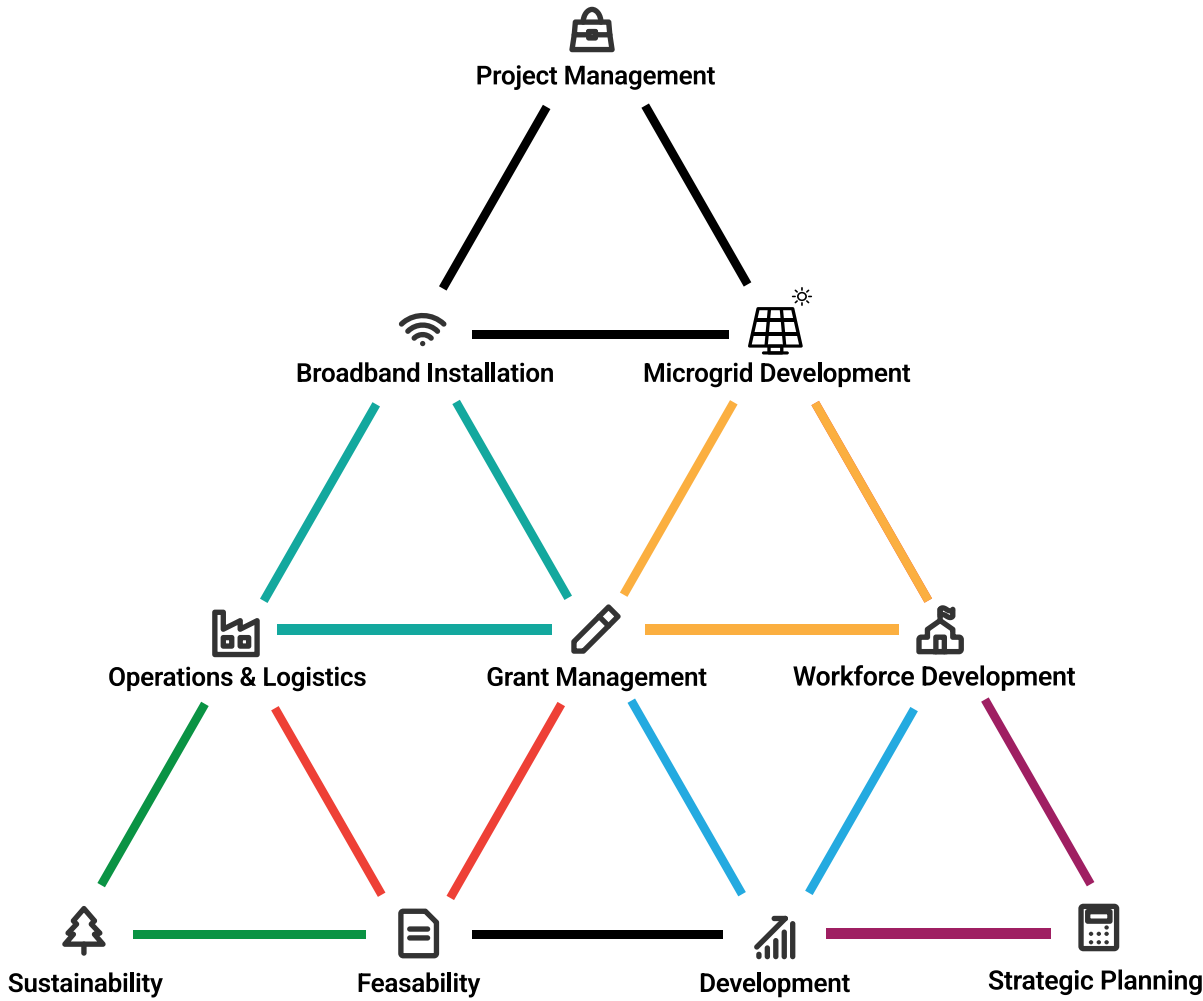 Project Management
Broadband Installation
Microgrid Development
Operations & Logistics
Grant Management
Workforce Development
Sustainability
Feasability
Development
Strategic Planning